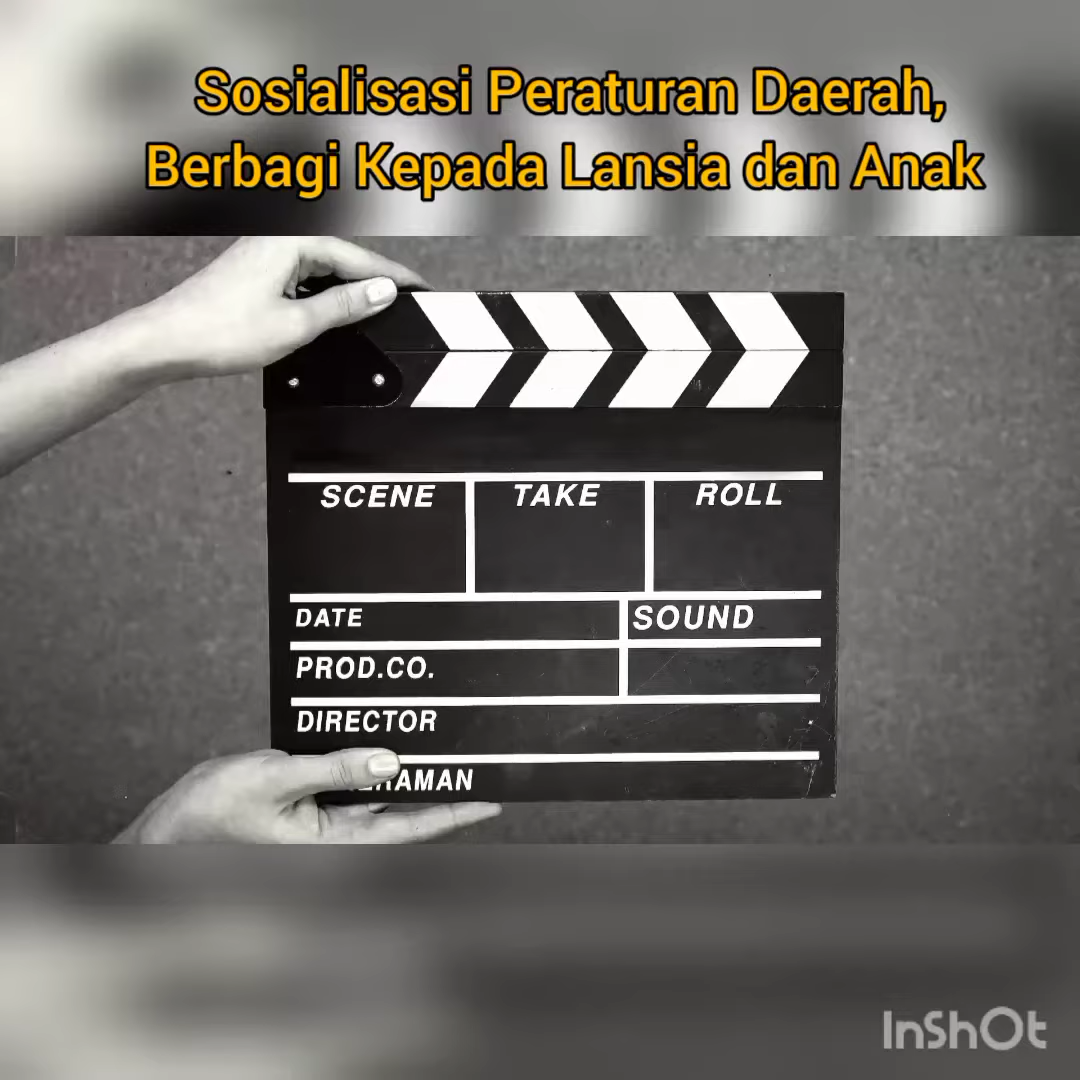 Sosialisasi Peraturan Daerah,
Berbagi Kepada Lansia dan Anak
SCENE TAKE ROLL
DATE SOUND
PROD.CO.
DIRECTOR
InShOt